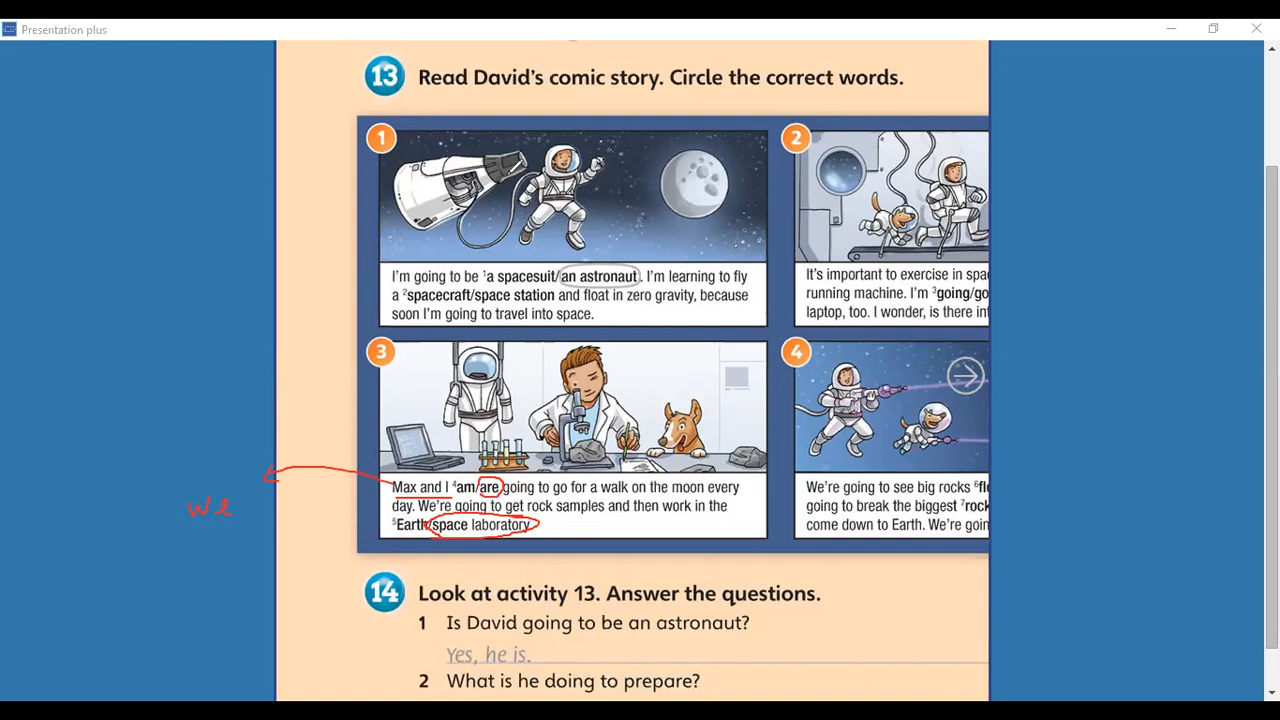 Presentation plus
13 Read David's comic story. Circle the correct words.
1
I'm going to be ¹a spacesuit/an astronaut. I'm learning to fly
a ²spacecraft/space station and float in zero gravity, because
soon I'm going to travel into space.
2
It's important to exercise in spa
running machine. I'm ³going/go
laptop, too. I wonder, is there in
3
Max and I ⁴am/are going to go for a walk on the moon every
day. We're going to get rock samples and then work in the
⁵Earth/space laboratory
we
4
We're going to see big rocks ⁶fl
going to break the biggest ⁷rock
come down to Earth. We're goin
14 Look at activity 13. Answer the questions.
1 Is David going to be an astronaut?
Yes, he is.
2 What is he doing to prepare?